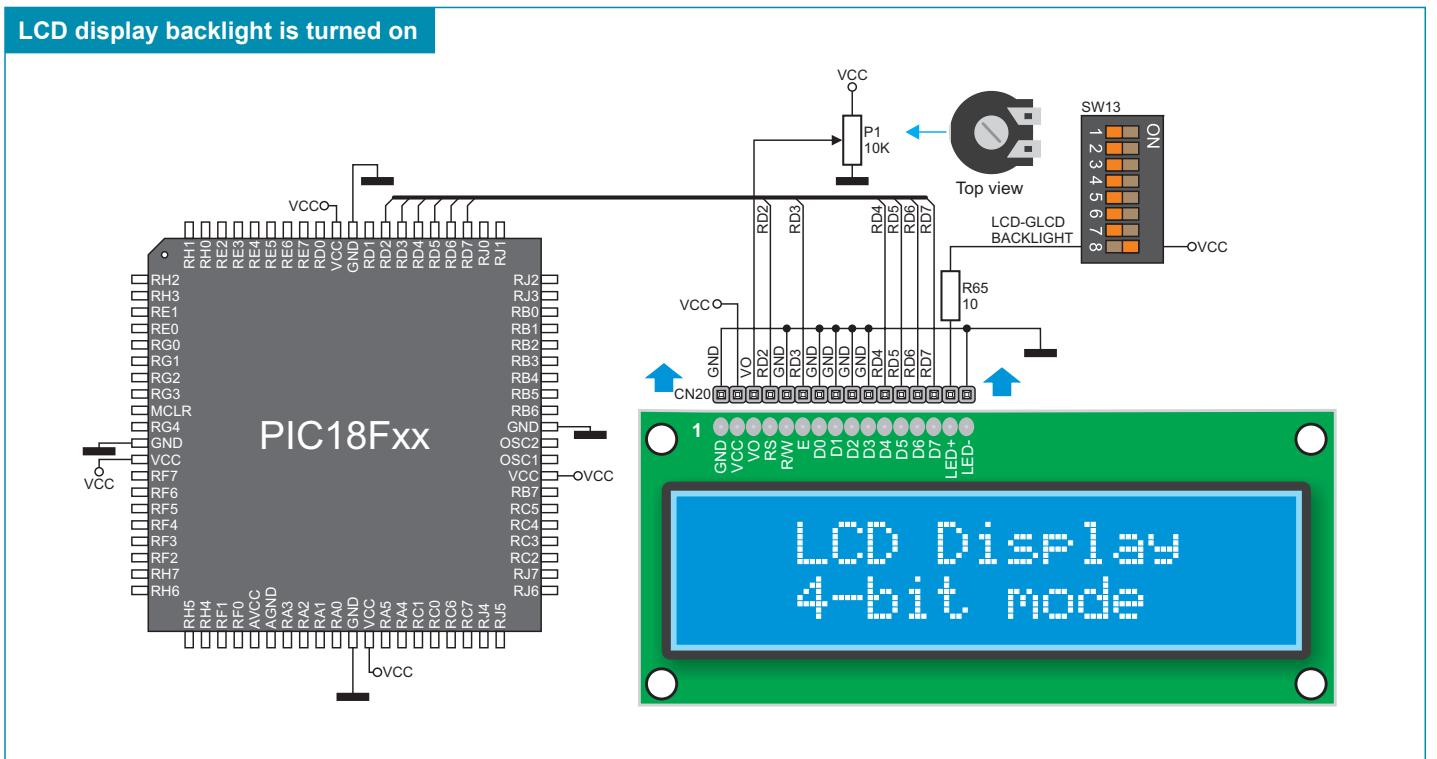 LCD display backlight is turned on
VCC
P1
10K
Top view
SW13
ON
1
2
3
4
5
6
7
8
LCD-GLCD
BACKLIGHT
VCC
R65
10
VCC
RH1 RH0 RE2 RE3 RE4 RE5 RE6 RE7 RD0 VCC GND RD1 RD2 RD3 RD4 RD5 RD6 RD7 RJ0 RJ1
RH2
RH3
RE1
RE0
RG0
RG1
RG2
RG3
MCLR
RG4
GND
VCC
RF7
RF6
RF5
RF4
RF3
RF2
RH7
RH6
VCC
PIC18Fxx
RJ2
RJ3
RB0
RB1
RB2
RB3
RB4
RB5
RB6
GND
OSC2
OSC1
VCC
RB7
RC5
RC4
RC3
RC2
RJ7
RJ6
VCC
RH5 RH4 RF1 RF0 AVCC AGND RA3 RA2 RA1 RA0 GND VCC RA5 RA4 RC1 RC0 RC6 RC7 RJ4 RJ5
VCC
RD2 RD3 RD4 RD5 RD6 RD7
VCC
GND VO RD2 GND RD3 GND GND GND GND RD4 RD5 RD6 RD7
CN20
1
GND VCC VO RS R/W E D0 D1 D2 D3 D4 D5 D6 D7 LED+ LED-
LCD Display
4-bit mode